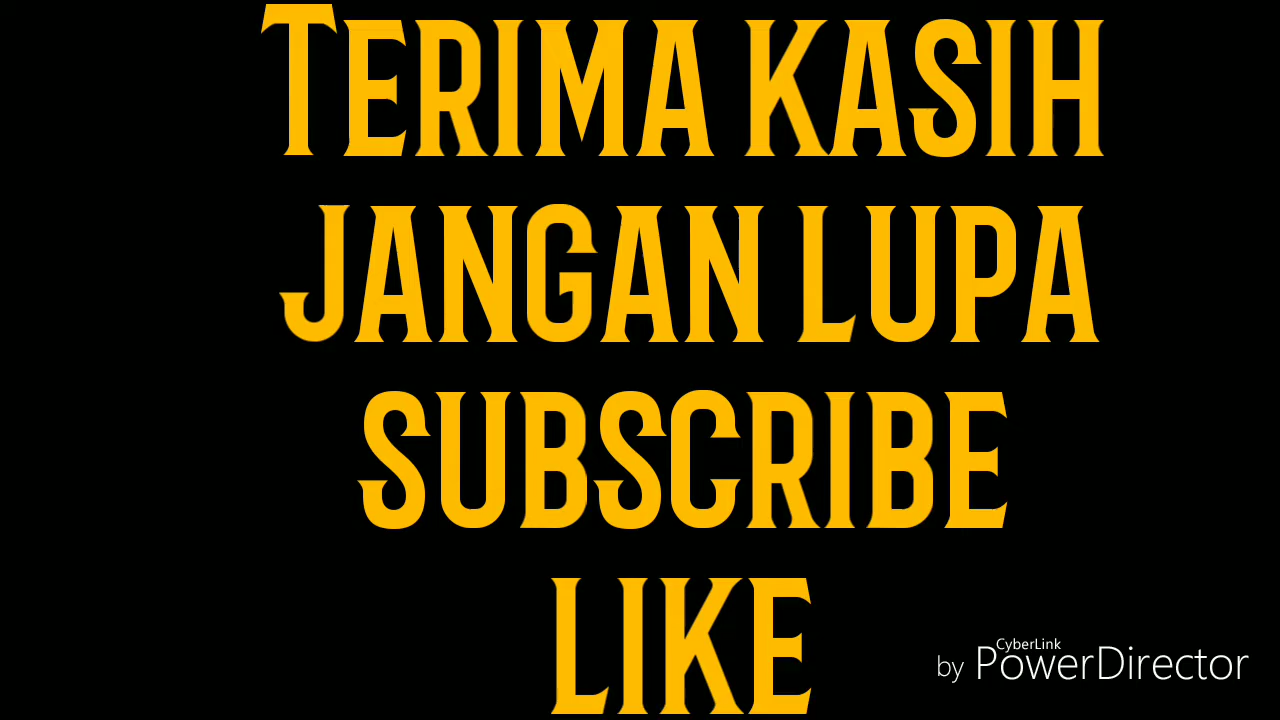 TERIMA KASIH
JANGAN LUPA
SUBSCRIBE
LIKE
CyberLink
by PowerDirector